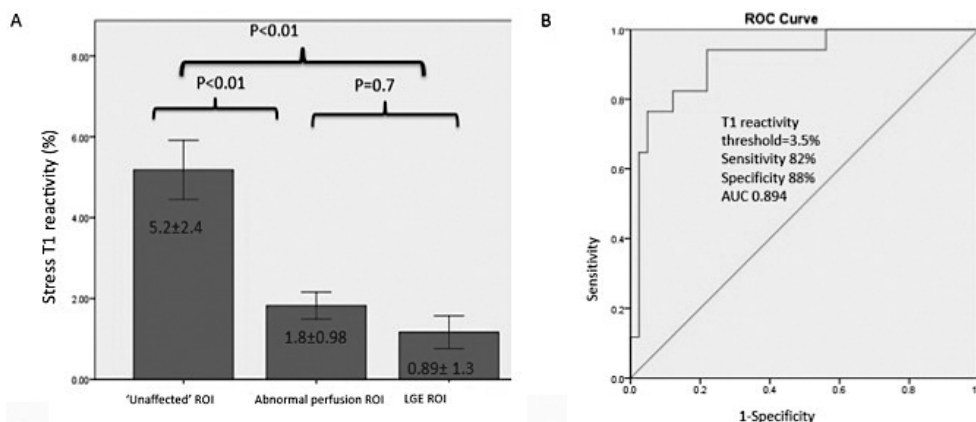 A
P<0.01
P<0.01
P=0.7
Stress T1 reactivity (%)
8.00
6.00
4.00
2.00
0.00
5.2±2.4
1.8±0.98
0.89± 1.3
'Unaffected' ROI
Abnormal perfusion ROI
LGE ROI
B
ROC Curve
Sensitivity
1.0
0.8
0.6
0.4
0.2
0.0
T1 reactivity
threshold=3.5%
Sensitivity 82%
Specificity 88%
AUC 0.894
0.0
0.2
0.4
0.6
0.8
1
1-Specificity